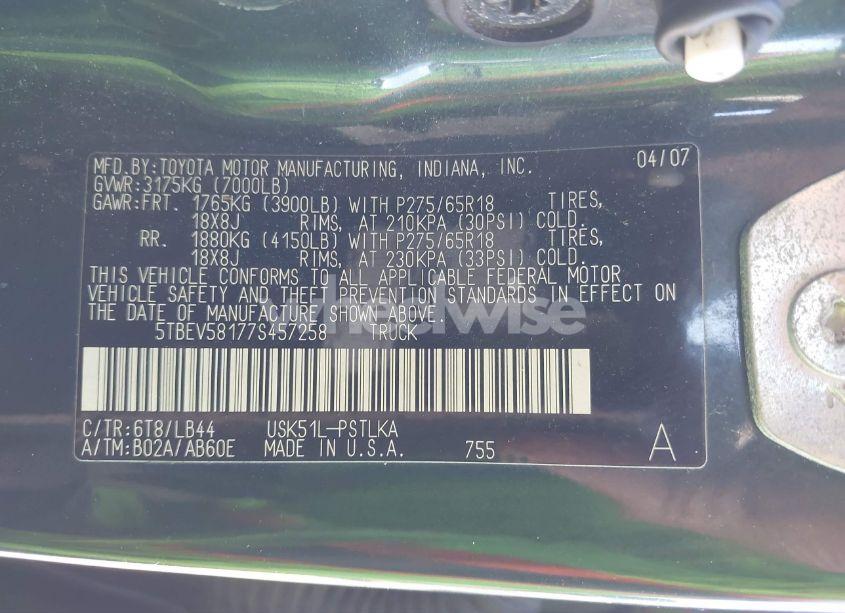 MFD.BY:TOYOTA MOTOR MANUFACTURING, INDIANA, INC. 04/07
GVWR:3175KG (7000LB)
GAWR:FRT. 1765KG (3900LB) WITH P275/65R18 TIRES,
18X8J RIMS, AT 210KPA (30PSI) COLD.
RR. 1880KG (4150LB) WITH P275/65R18 TIRES,
18X8J RIMS, AT 230KPA (33PSI) COLD.
THIS VEHICLE CONFORMS TO ALL APPLICABLE FEDERAL MOTOR
VEHICLE SAFETY AND THEFT PREVENTION STANDARDS IN EFFECT ON
THE DATE OF MANUFACTURE SHOWN ABOVE.
wheelwise
5TBEV58177S457258 TRUCK
C/TR:6T8/LB44 USK51L-PSTLKA
A/TM:B02A/AB60E MADE IN U.S.A. 755 A